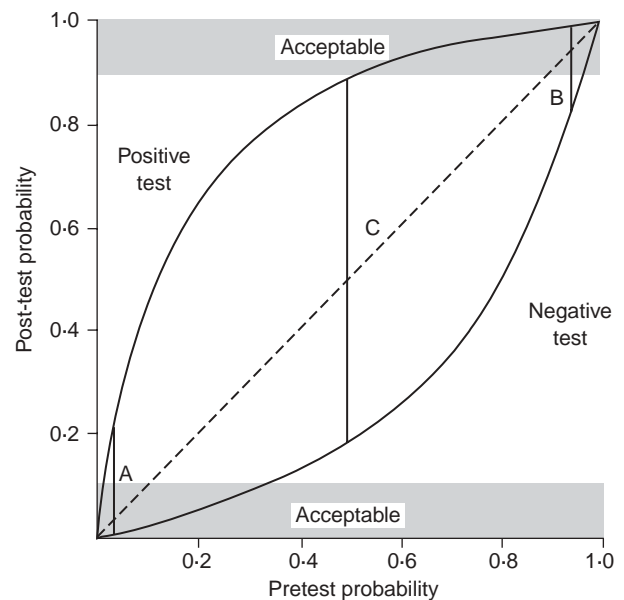 1·0
Acceptable
0·8
B
Positive
test
0·6
C
Post-test probability
Negative
test
0·4
0·2
A
Acceptable
0·2
0·4
0·6
0·8
1·0
Pretest probability